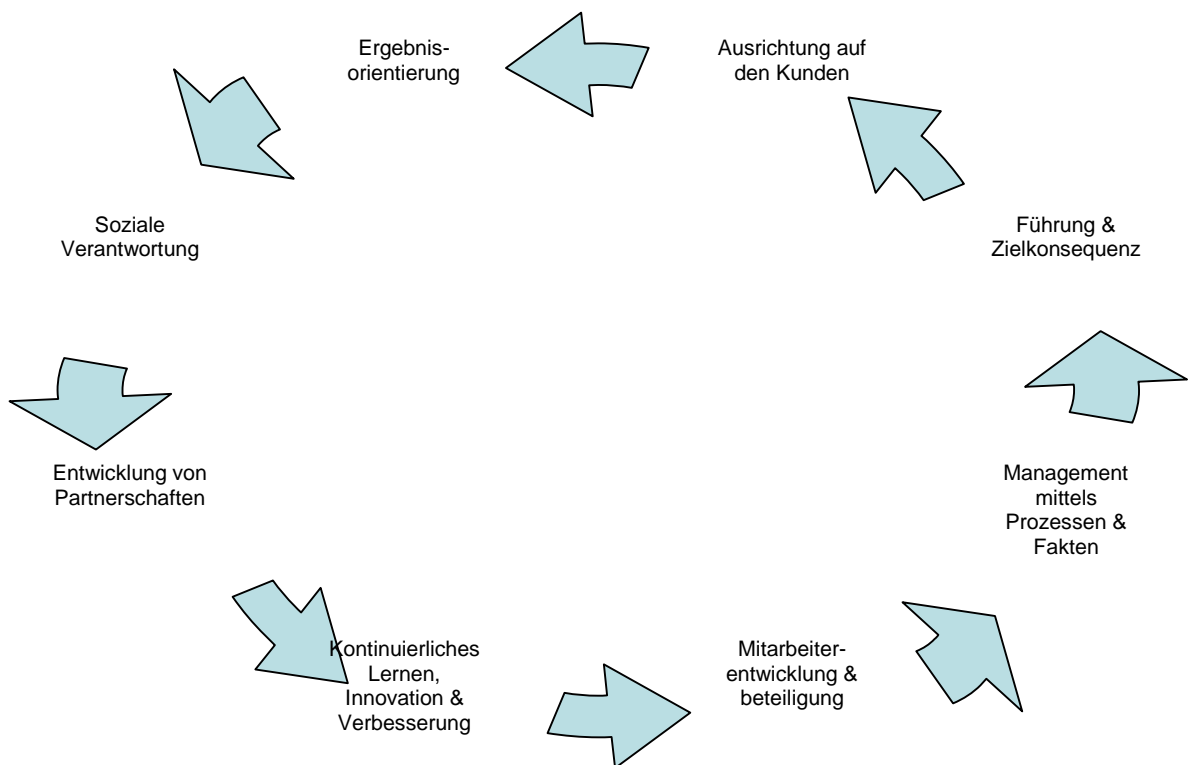 Ergebnis-
orientierung
Ausrichtung auf
den Kunden
Soziale
Verantwortung
Führung &
Zielkonsequenz
Entwicklung von
Partnerschaften
Management
mittels
Prozessen &
Fakten
Kontinuierliches
Lernen,
Innovation &
Verbesserung
Mitarbeiter-
entwicklung &
beteiligung